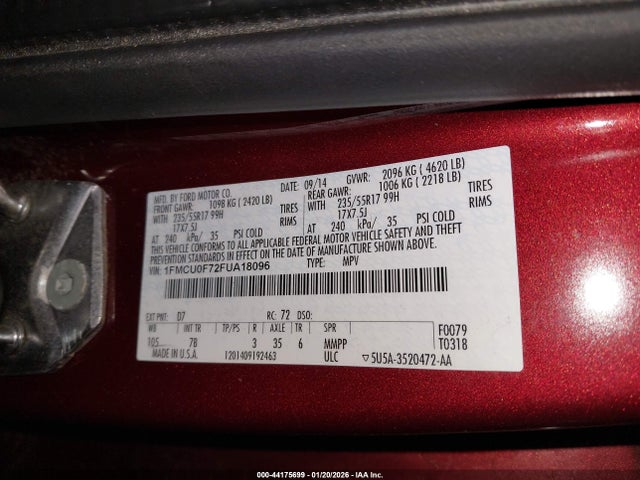 MFD. BY FORD MOTOR CO. DATE: 09/14 GVWR: 2096 KG ( 4620 LB)
FRONT GAWR: 1098 KG ( 2420 LB) REAR GAWR: 1006 KG ( 2218 LB)
WITH TIRES WITH TIRES
235/55R17 99H RIMS 235/55R17 99H RIMS
17X7.5J 17X7.5J
AT 240 kPa/ 35 PSI COLD AT 240 kPa/ 35 PSI COLD
THIS VEHICLE CONFORMS TO ALL APPLICABLE FEDERAL MOTOR VEHICLE SAFETY AND THEFT
PREVENTION STANDARDS IN EFFECT ON THE DATE OF MANUFACTURE SHOWN ABOVE.
VIN: 1FMCU0F72FUA18096 TYPE: MPV
EXT PNT: D7 RC: 72 DSO:
WB INT TR TP/PS R AXLE TR SPR F0079
105 7B 3 35 6 MMPP T0318
MADE IN U.S.A. 1201409192463 ULC ▽5U5A-3520472-AA
000-44175699 - 01/20/2026 - IAA Inc.